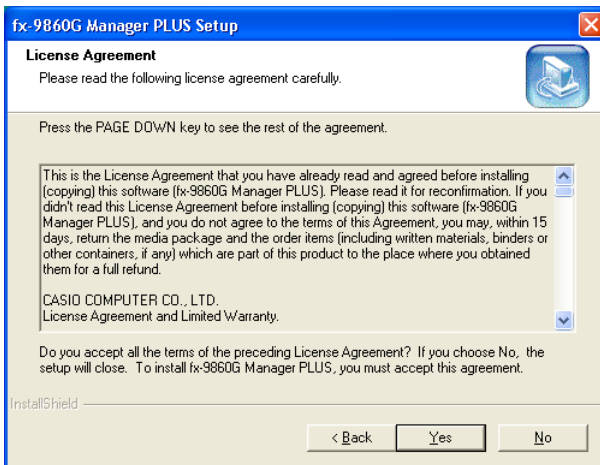 fx-9860G Manager PLUS Setup
License Agreement
Please read the following license agreement carefully.
Press the PAGE DOWN key to see the rest of the agreement.
This is the License Agreement that you have already read and agreed before installing
(copying) this software (fx-9860G Manager PLUS). Please read it for reconfirmation. If you
didn't read this License Agreement before installing (copying) this software (fx-9860G
Manager PLUS), and you do not agree to the terms of this Agreement, you may, within 15
days, return the media package and the order items (including written materials, binders or
other containers, if any) which are part of this product to the place where you obtained
them for a full refund.
CASIO COMPUTER CO., LTD.
License Agreement and Limited Warranty.
Do you accept all the terms of the preceding License Agreement? If you choose No, the
setup will close. To install fx-9860G Manager PLUS, you must accept this agreement.
InstallShield
< Back
Yes
No